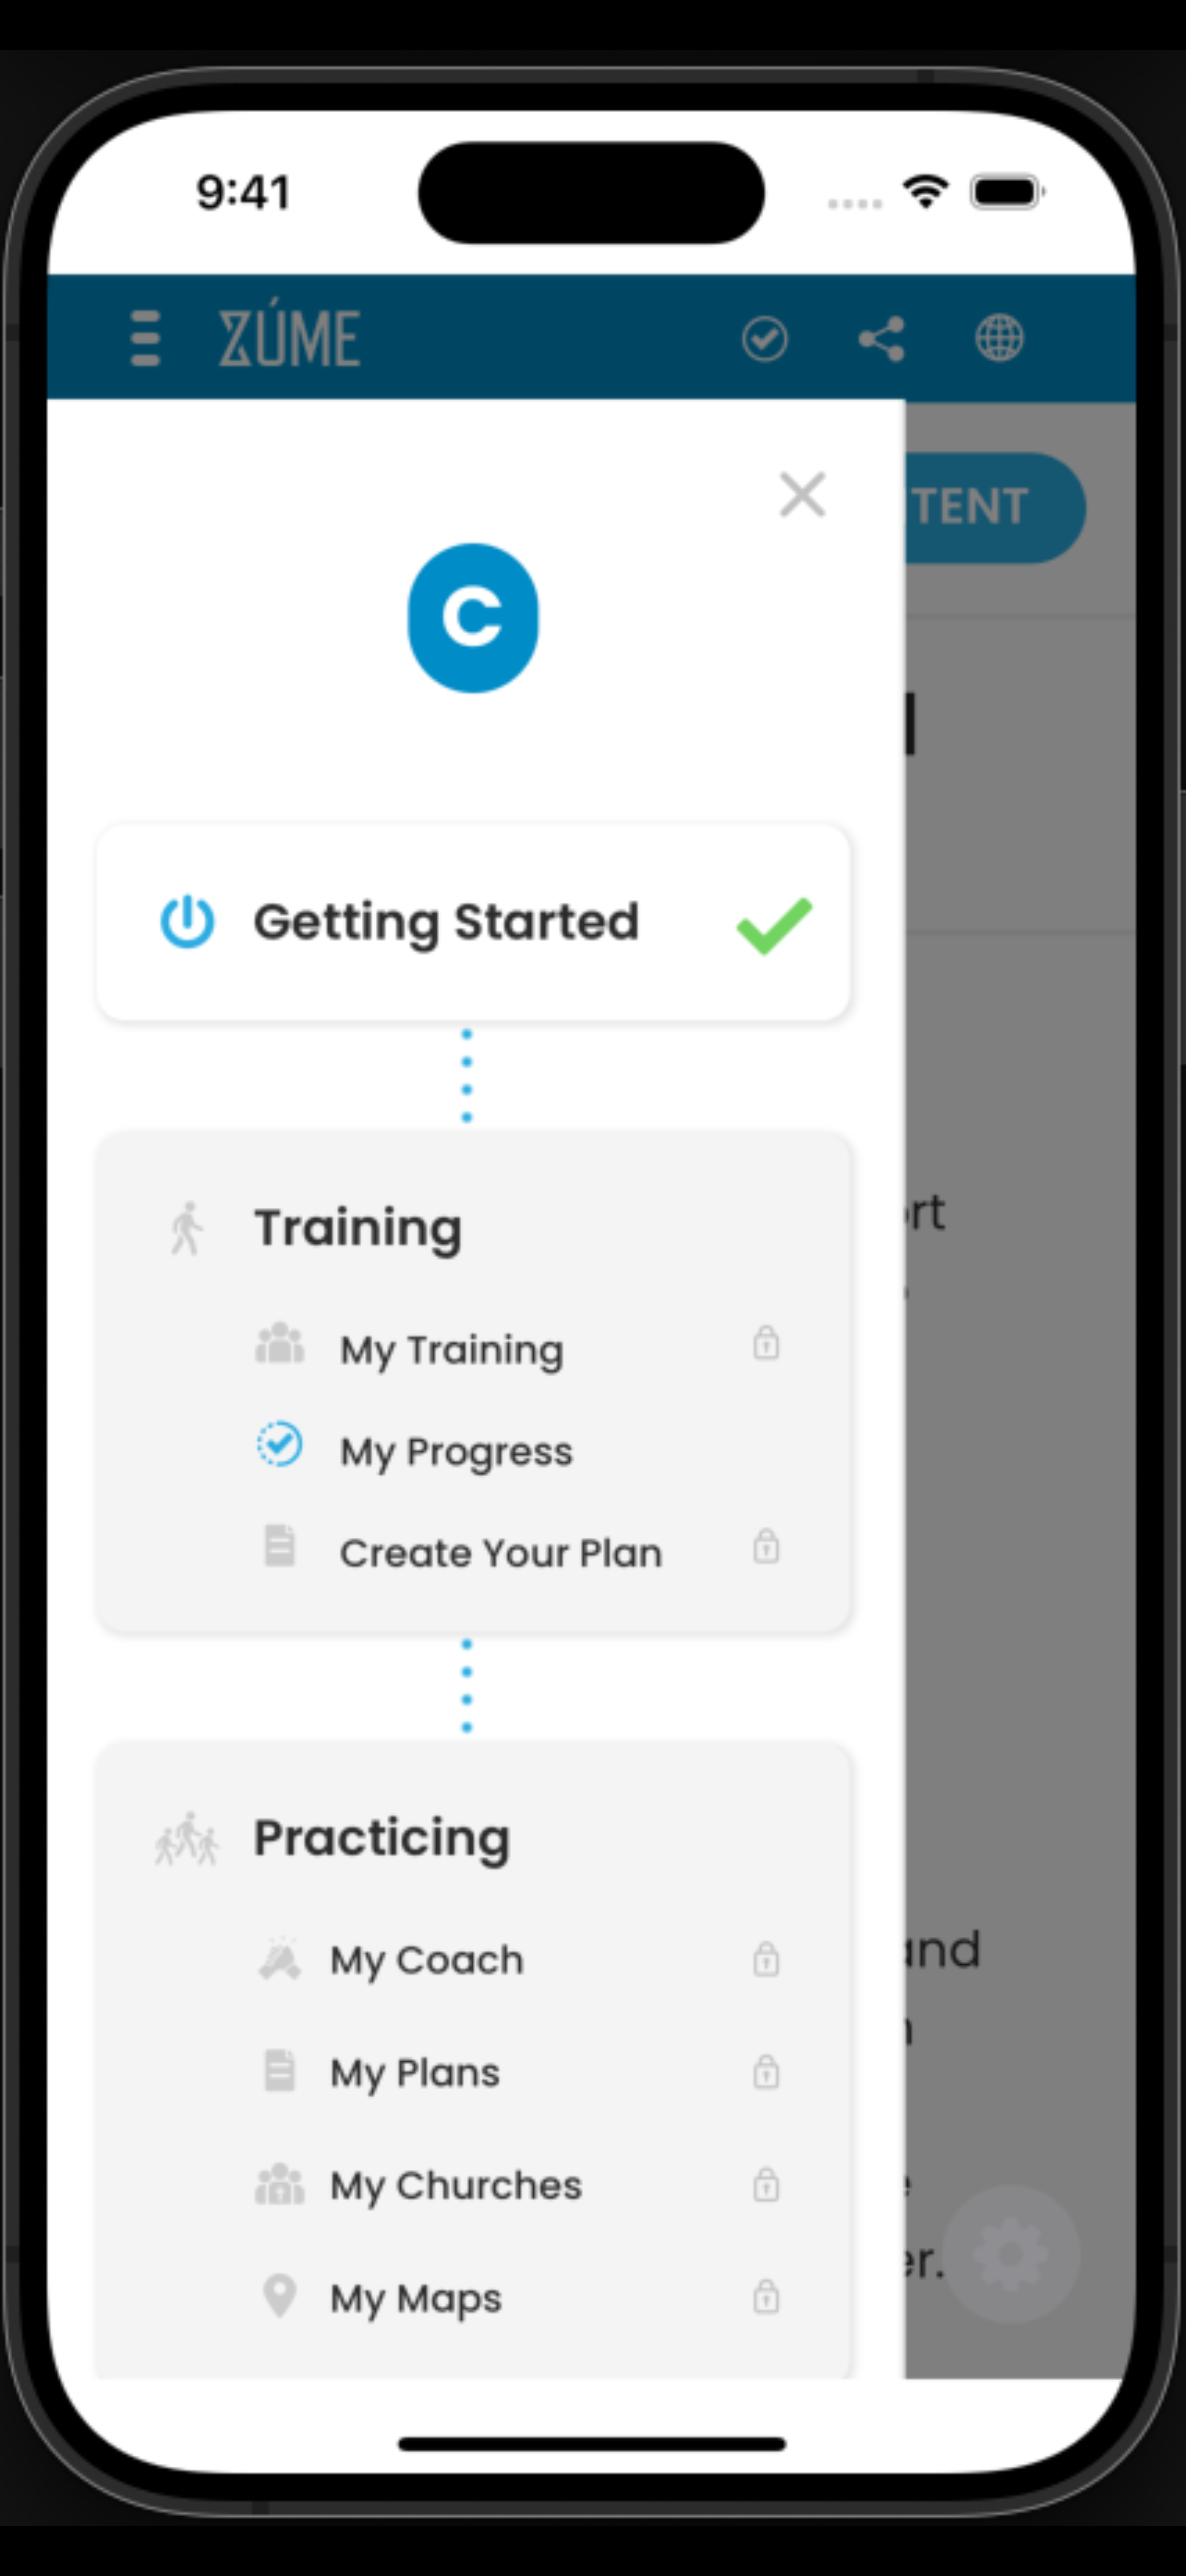 9:41
ZÚME
TENT
C
Getting Started
Training
My Training
My Progress
Create Your Plan
Practicing
My Coach
My Plans
My Churches
My Maps
rt
and
er.